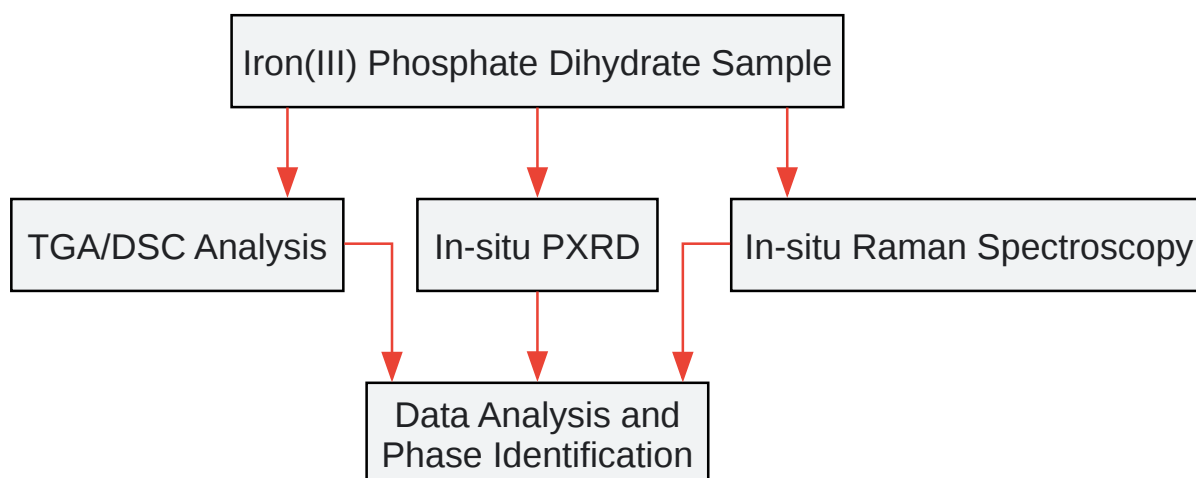 Iron(III) Phosphate Dihydrate Sample
TGA/DSC Analysis
In-situ PXRD
In-situ Raman Spectroscopy
Data Analysis and
Phase Identification